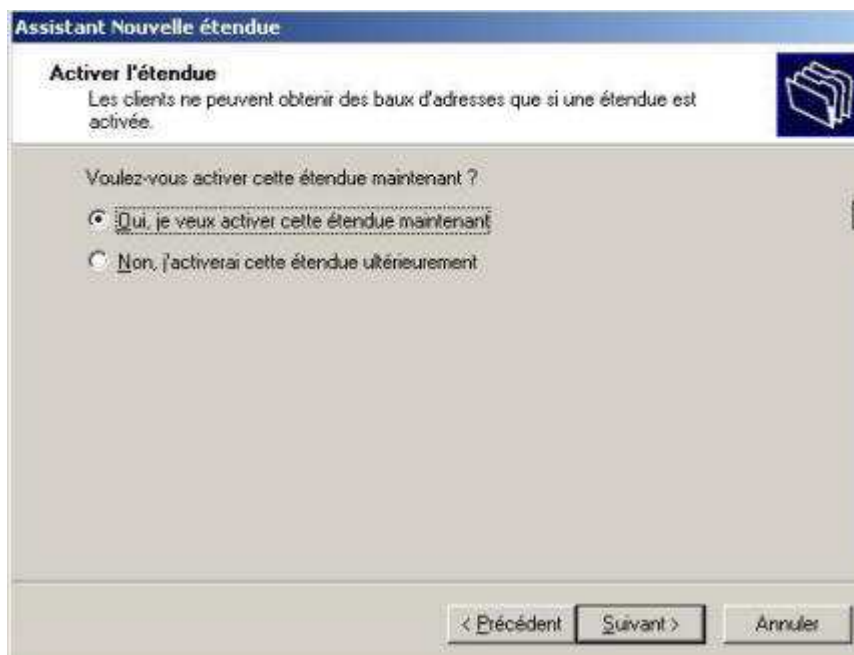 Assistant Nouvelle étendue
Activer l'étendue
Les clients ne peuvent obtenir des baux d'adresses que si une étendue est
activée.
Voulez-vous activer cette étendue maintenant ?
Oui, je veux activer cette étendue maintenant
Non, j'activerai cette étendue ultérieurement
< Précédent
Suivant >
Annuler